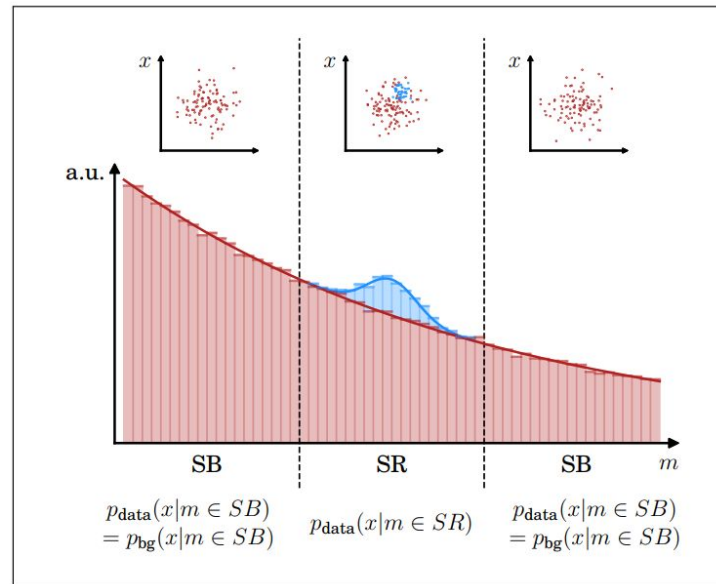 x
x
x
a.u.
SB
SR
SB
m
p_data(x|m ∈ SB)
= p_bg(x|m ∈ SB)
p_data(x|m ∈ SR)
p_data(x|m ∈ SB)
= p_bg(x|m ∈ SB)